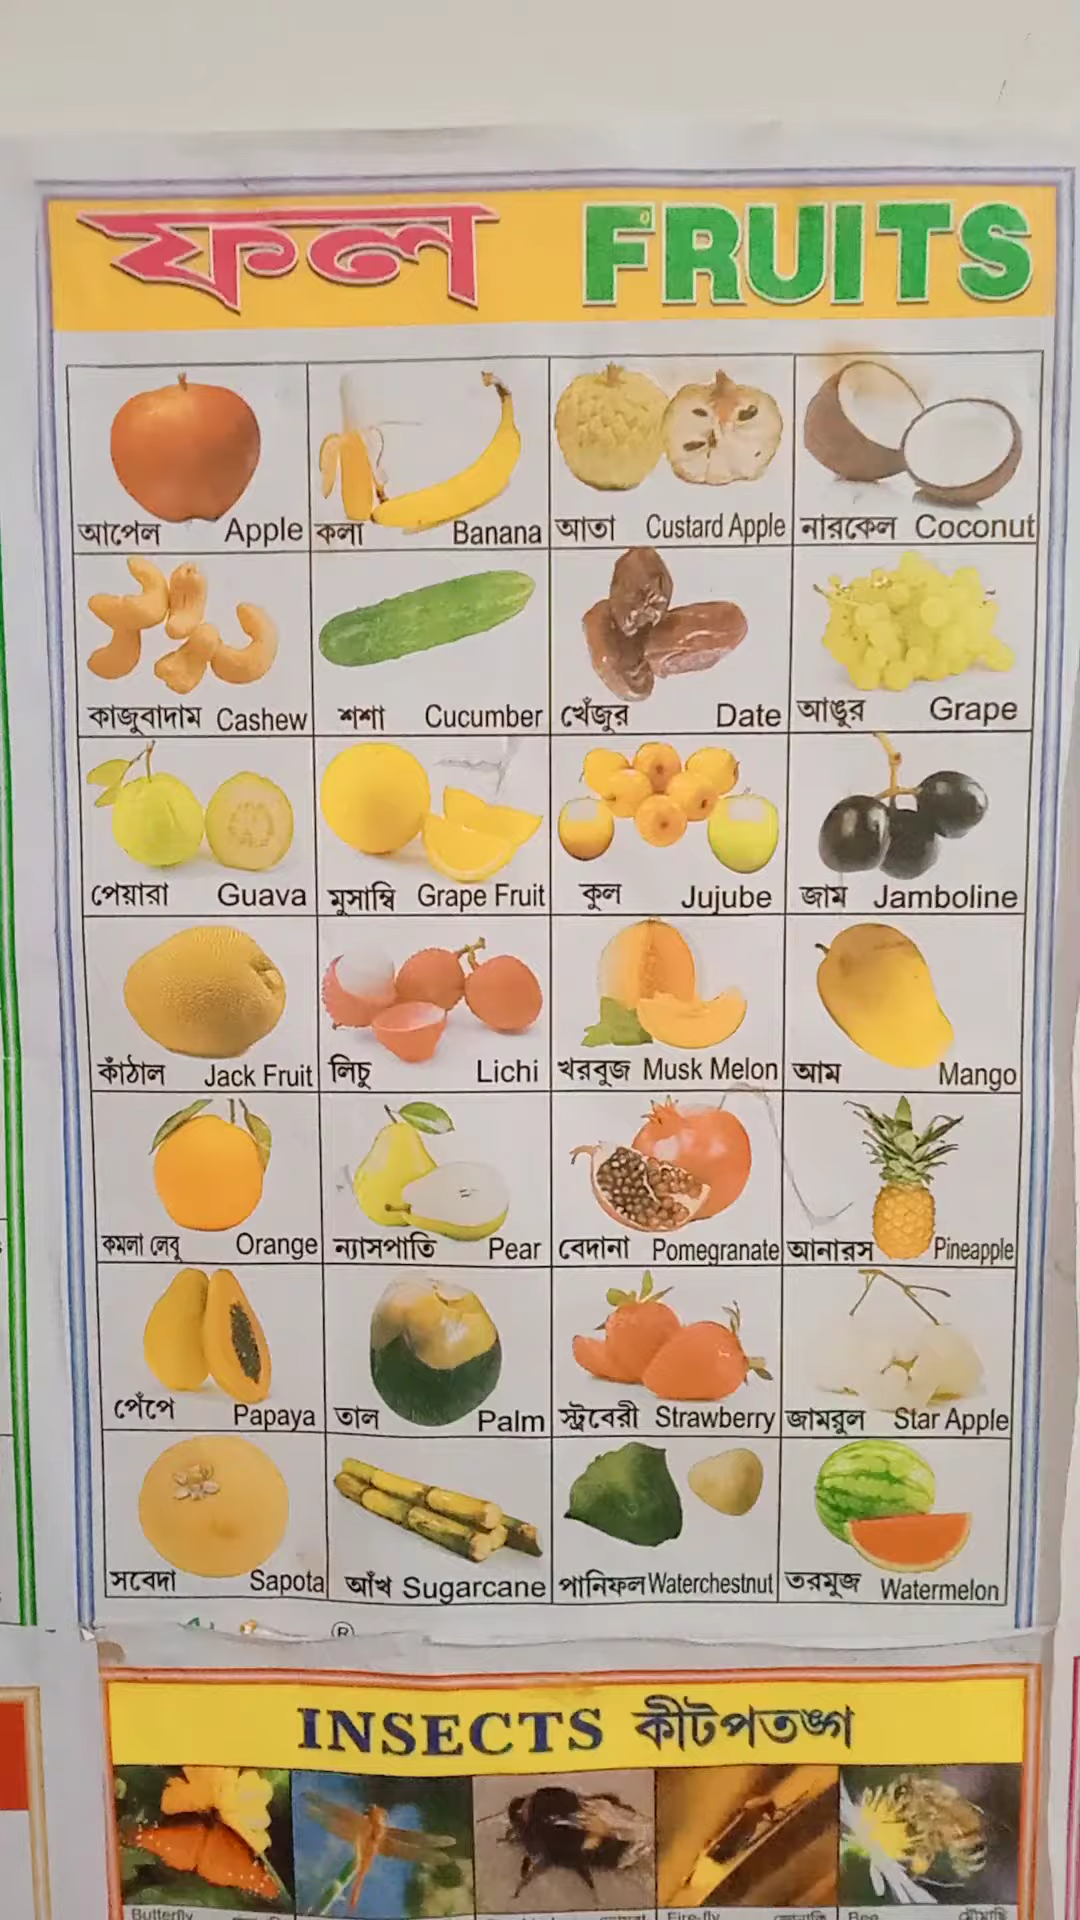 ফল FRUITS
আপেল Apple কলা Banana আতা Custard Apple নারকেল Coconut
কাজুবাদাম Cashew শশা Cucumber খেঁজুর Date আঙুর Grape
পেয়ারা Guava মুসাম্বি Grape Fruit কুল Jujube জাম Jamboline
কাঁঠাল Jack Fruit লিচু Lichi খরবুজ Musk Melon আম Mango
কমলা লেবু Orange ন্যাসপাতি Pear বেদানা Pomegranate আনারস Pineapple
পেঁপে Papaya তাল Palm স্ট্রবেরী Strawberry জামরুল Star Apple
সবেদা Sapota আঁখ Sugarcane পানিফল Waterchestnut তরমুজ Watermelon
®
INSECTS কীটপতঙ্গ
Butterfly Fire-fly Bee মৌমাছি